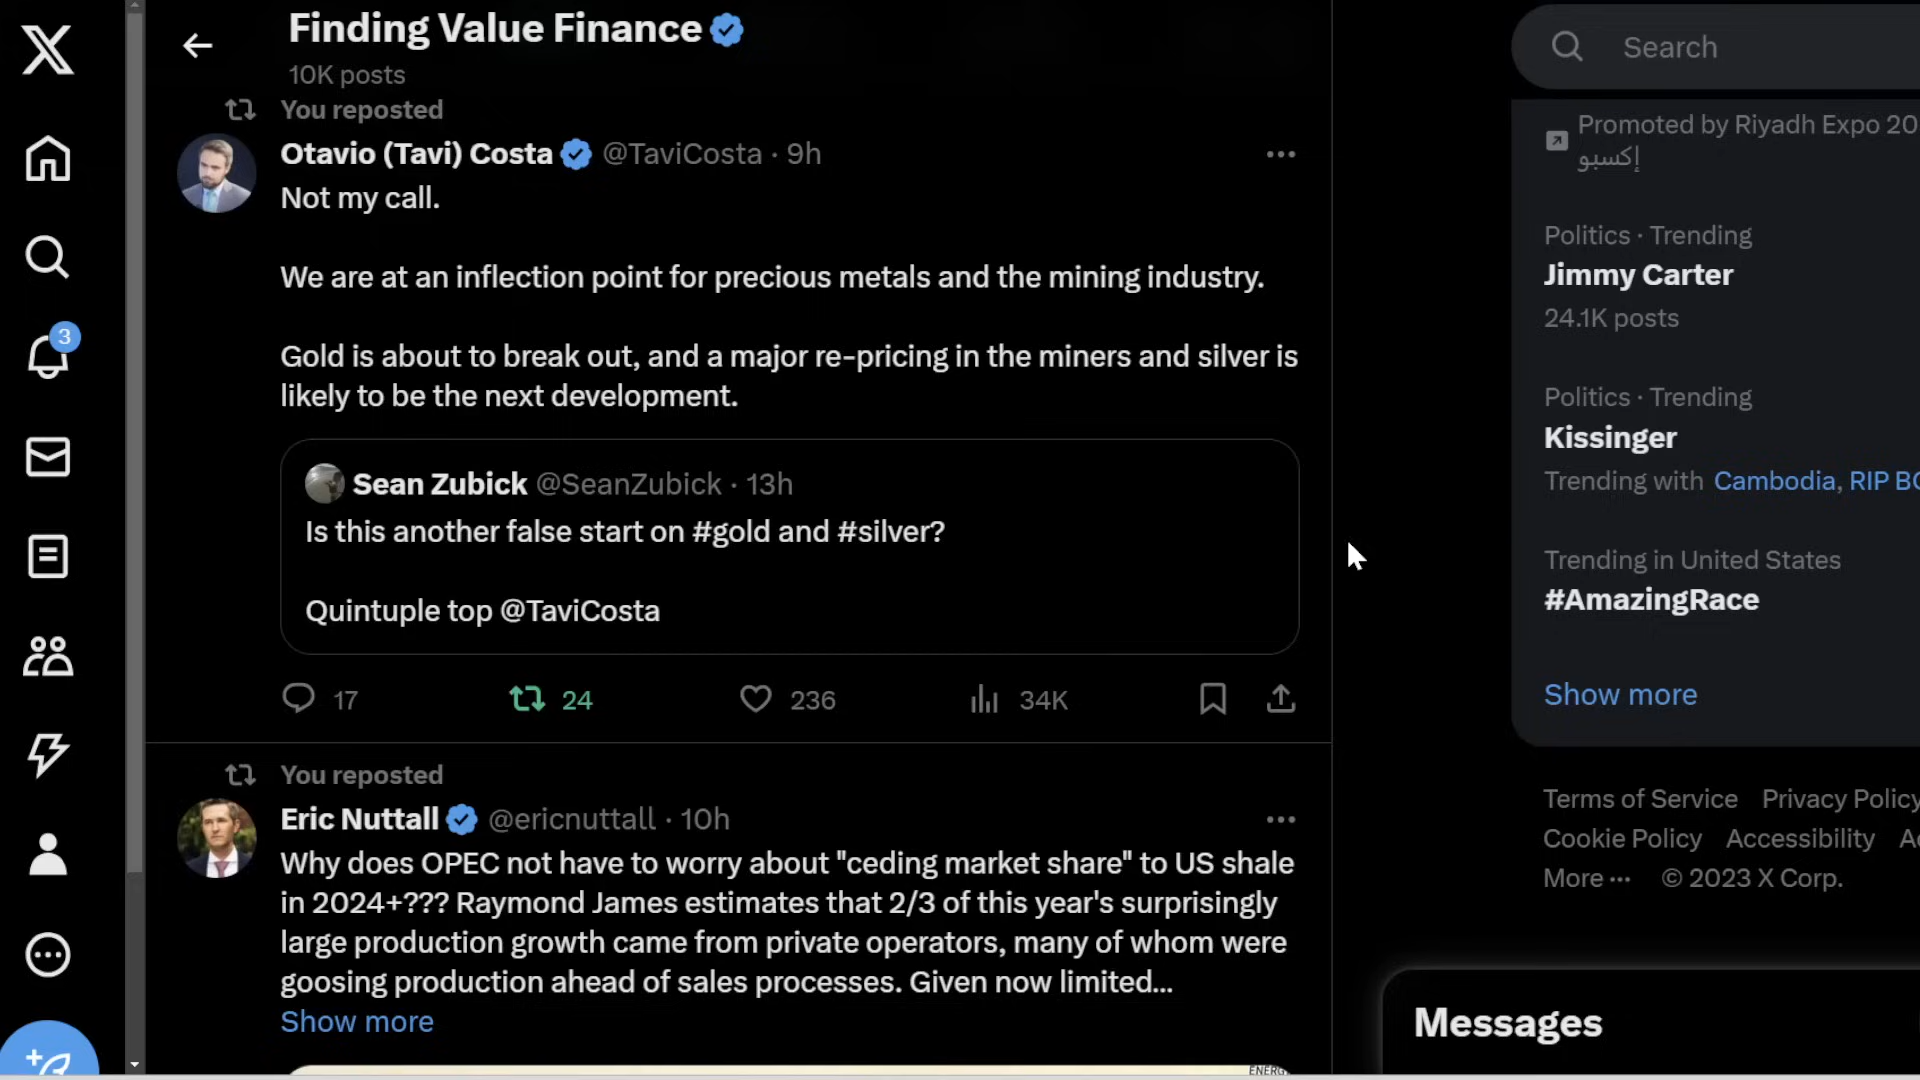 Finding Value Finance
10K posts
You reposted
Otavio (Tavi) Costa @TaviCosta · 9h
Not my call.
We are at an inflection point for precious metals and the mining industry.
Gold is about to break out, and a major re-pricing in the miners and silver is
likely to be the next development.
Sean Zubick @SeanZubick · 13h
Is this another false start on #gold and #silver?
Quintuple top @TaviCosta
17 24 236 34K
You reposted
Eric Nuttall @ericnuttall · 10h
Why does OPEC not have to worry about "ceding market share" to US shale
in 2024+??? Raymond James estimates that 2/3 of this year's surprisingly
large production growth came from private operators, many of whom were
goosing production ahead of sales processes. Given now limited...
Show more
ENERGY
3
Search
Promoted by Riyadh Expo 20
إكسبو
Politics · Trending
Jimmy Carter
24.1K posts
Politics · Trending
Kissinger
Trending with Cambodia, RIP BO
Trending in United States
#AmazingRace
Show more
Terms of Service Privacy Policy
Cookie Policy Accessibility A
More ··· © 2023 X Corp.
Messages